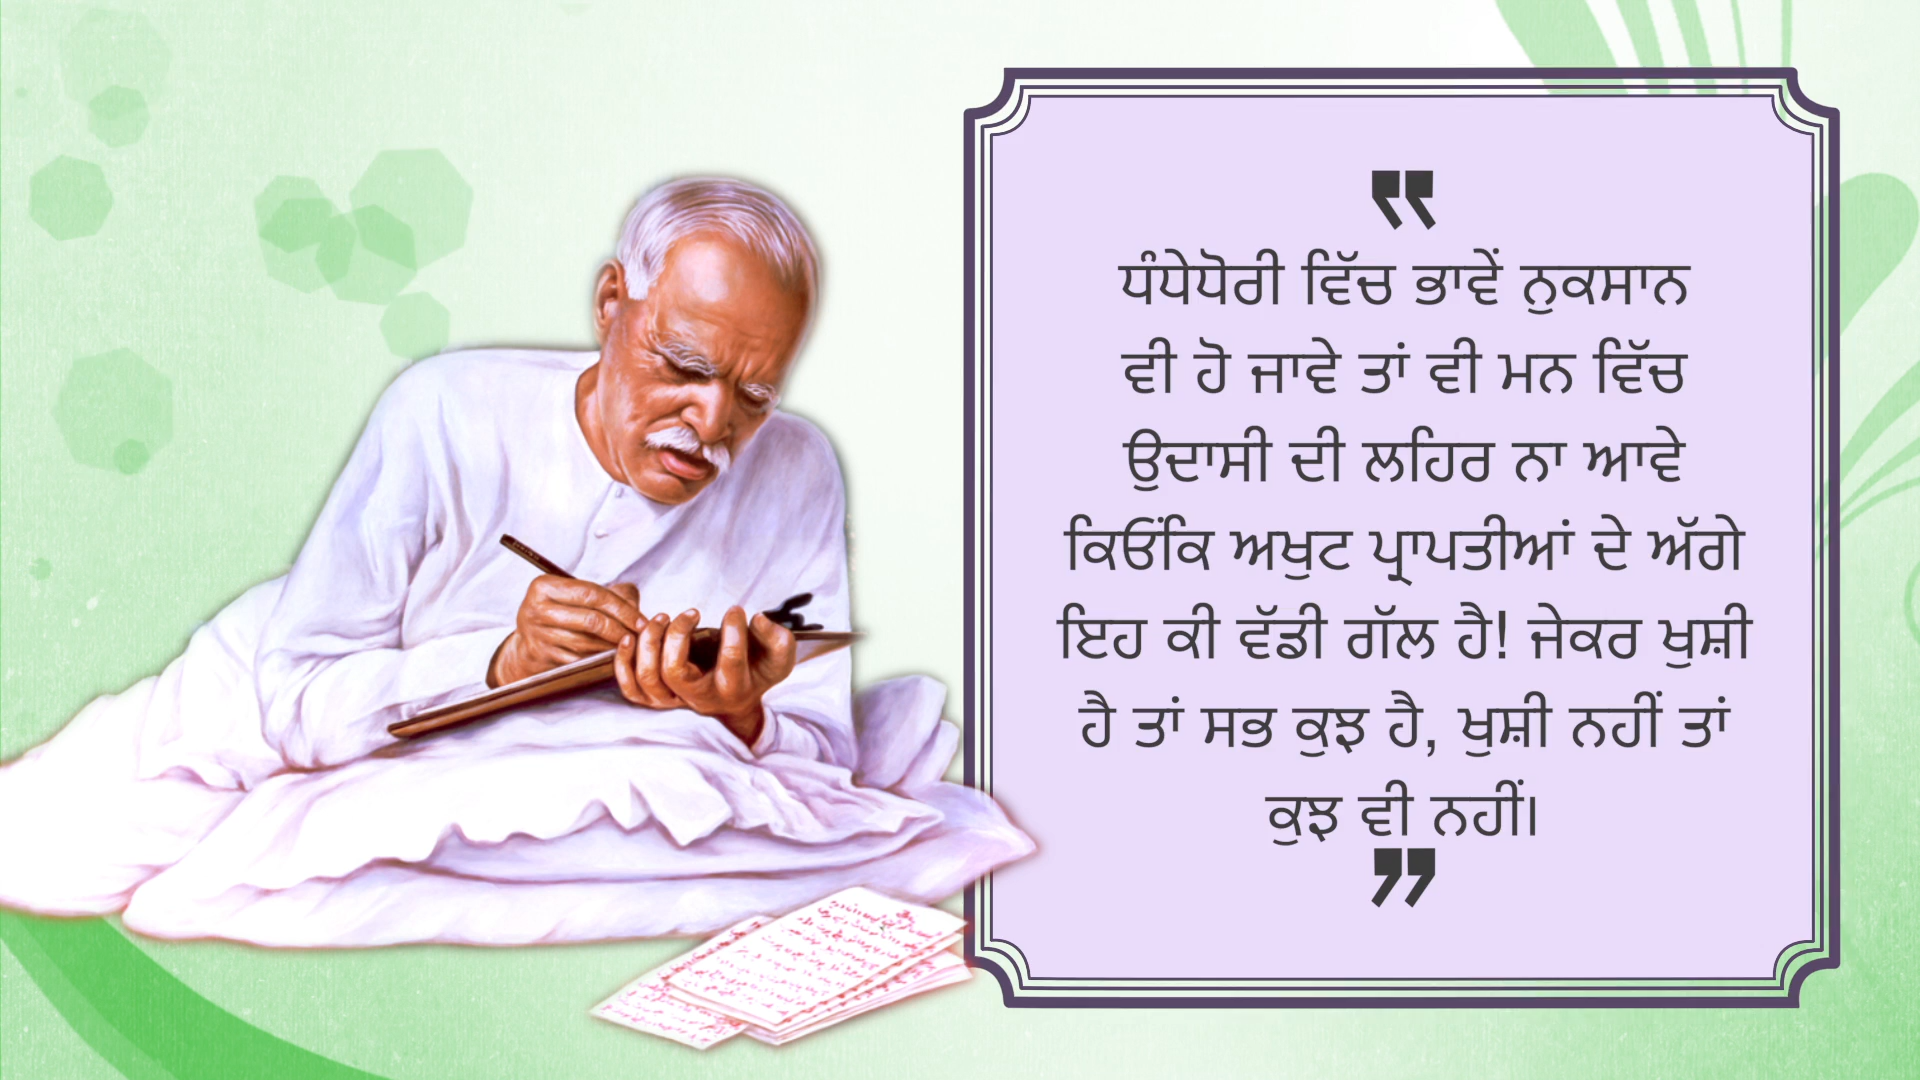 ❞
ਧੰਧੇਧੋਰੀ ਵਿੱਚ ਭਾਵੇਂ ਨੁਕਸਾਨ
ਵੀ ਹੋ ਜਾਵੇ ਤਾਂ ਵੀ ਮਨ ਵਿੱਚ
ਉਦਾਸੀ ਦੀ ਲਹਿਰ ਨਾ ਆਵੇ
ਕਿਓਂਕਿ ਅਖੁਟ ਪ੍ਰਾਪਤੀਆਂ ਦੇ ਅੱਗੇ
ਇਹ ਕੀ ਵੱਡੀ ਗੱਲ ਹੈ! ਜੇਕਰ ਖੁਸ਼ੀ
ਹੈ ਤਾਂ ਸਭ ਕੁਝ ਹੈ, ਖੁਸ਼ੀ ਨਹੀਂ ਤਾਂ
ਕੁਝ ਵੀ ਨਹੀਂ।
❞